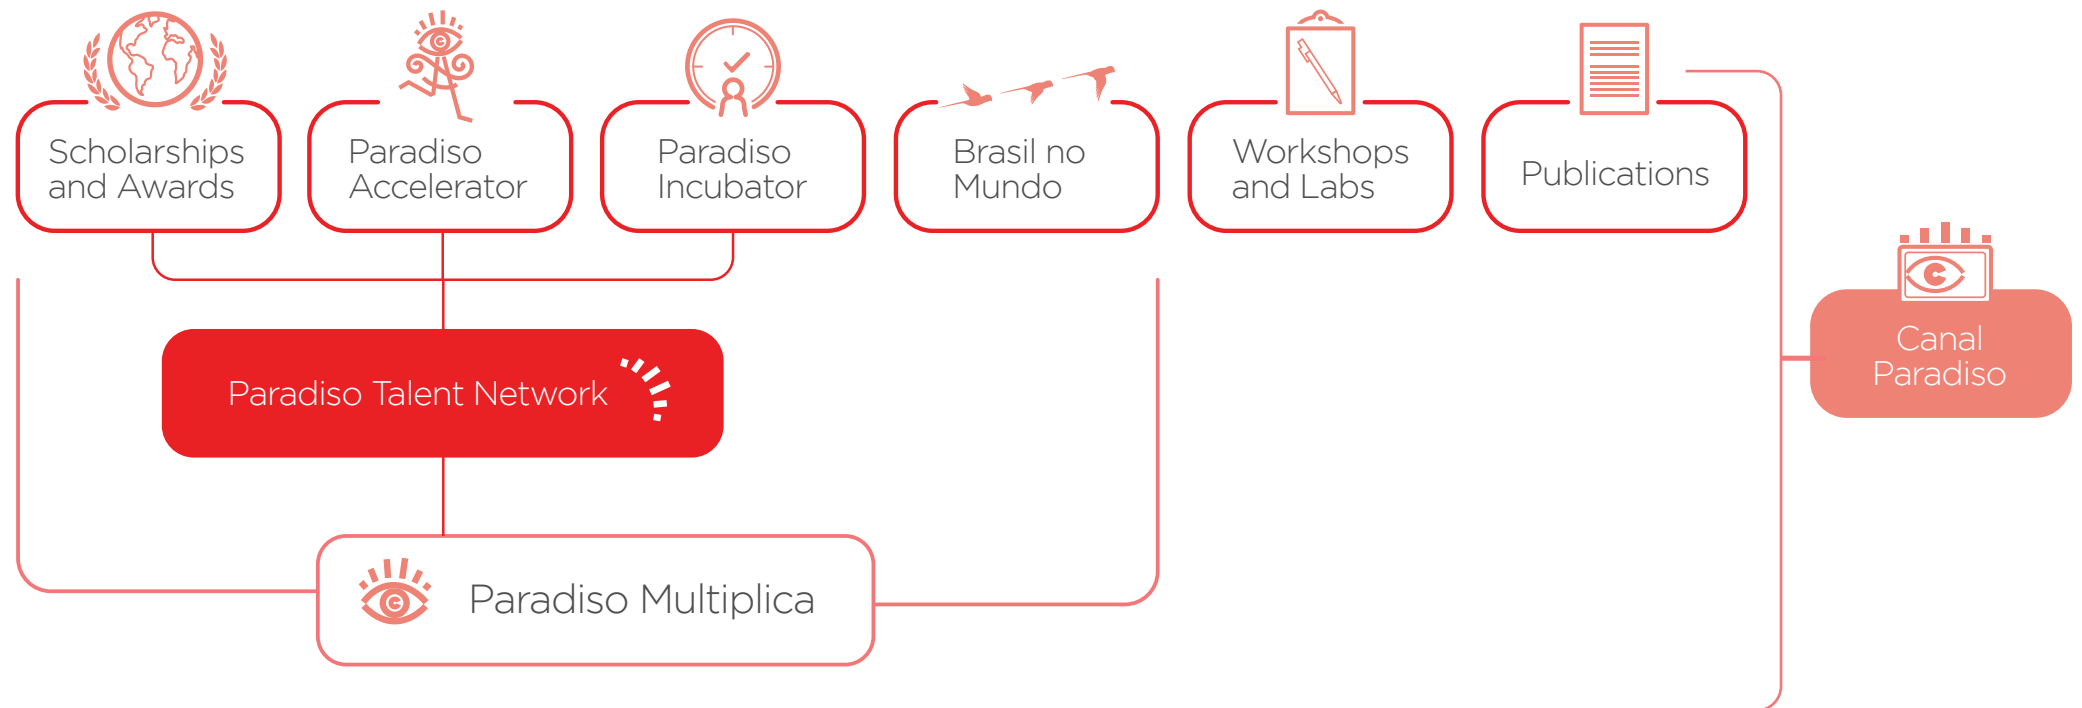 Scholarships
and Awards
Paradiso
Accelerator
Paradiso
Incubator
Brasil no
Mundo
Workshops
and Labs
Publications
Canal
Paradiso
Paradiso Talent Network
Paradiso Multiplica